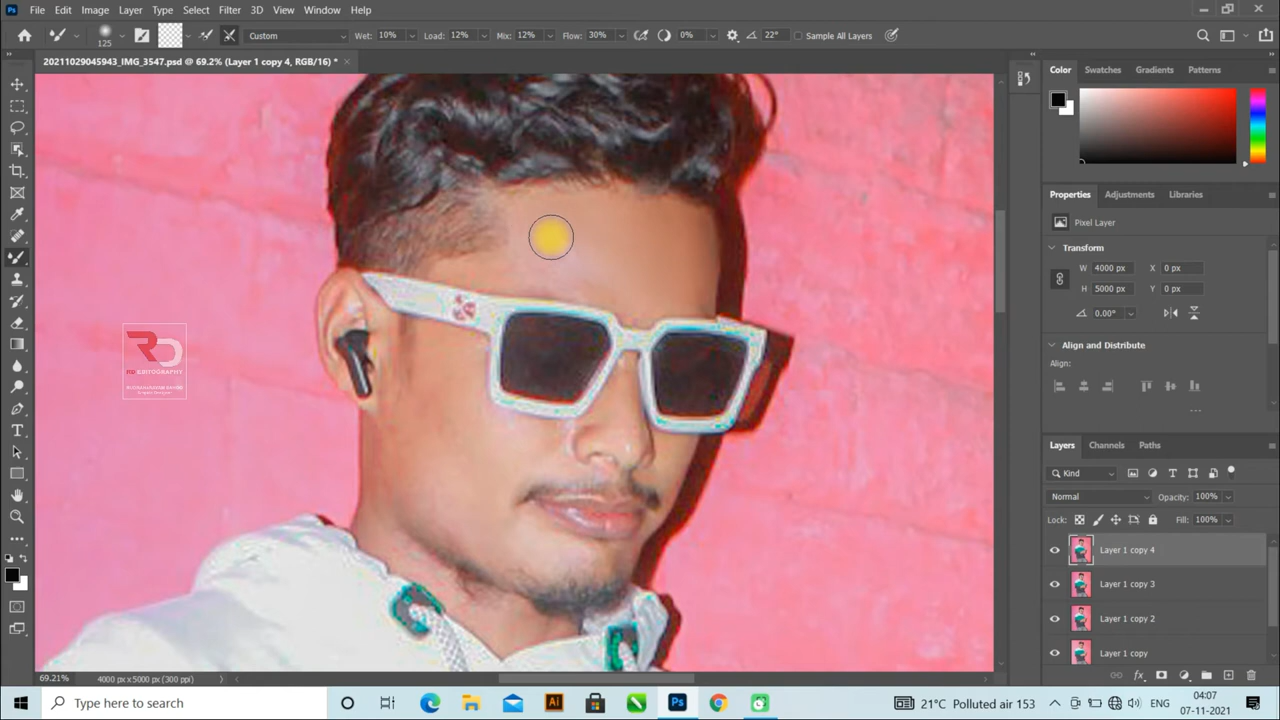 Ps File Edit Image Layer Type Select Filter 3D View Window Help
125 Custom Wet: 10% Load: 12% Mix: 12% Flow: 30% 0% 22° Sample All Layers
20211029045943_IMG_3547.psd @ 69.2% (Layer 1 copy 4, RGB/16) *
Color Swatches Gradients Patterns
Properties Adjustments Libraries
Pixel Layer
Transform
W 4000 px X 0 px
H 5000 px Y 0 px
0.00°
Align and Distribute
Align:
Layers Channels Paths
Kind
Normal Opacity: 100%
Lock: Fill: 100%
Layer 1 copy 4
Layer 1 copy 3
Layer 1 copy 2
Layer 1 copy
RD
EDITOGRAPHY
69.21% 4000 px x 5000 px (300 ppi)
Type here to search
Ai Ps
21°C Polluted air 153
ENG
04:07
07-11-2021